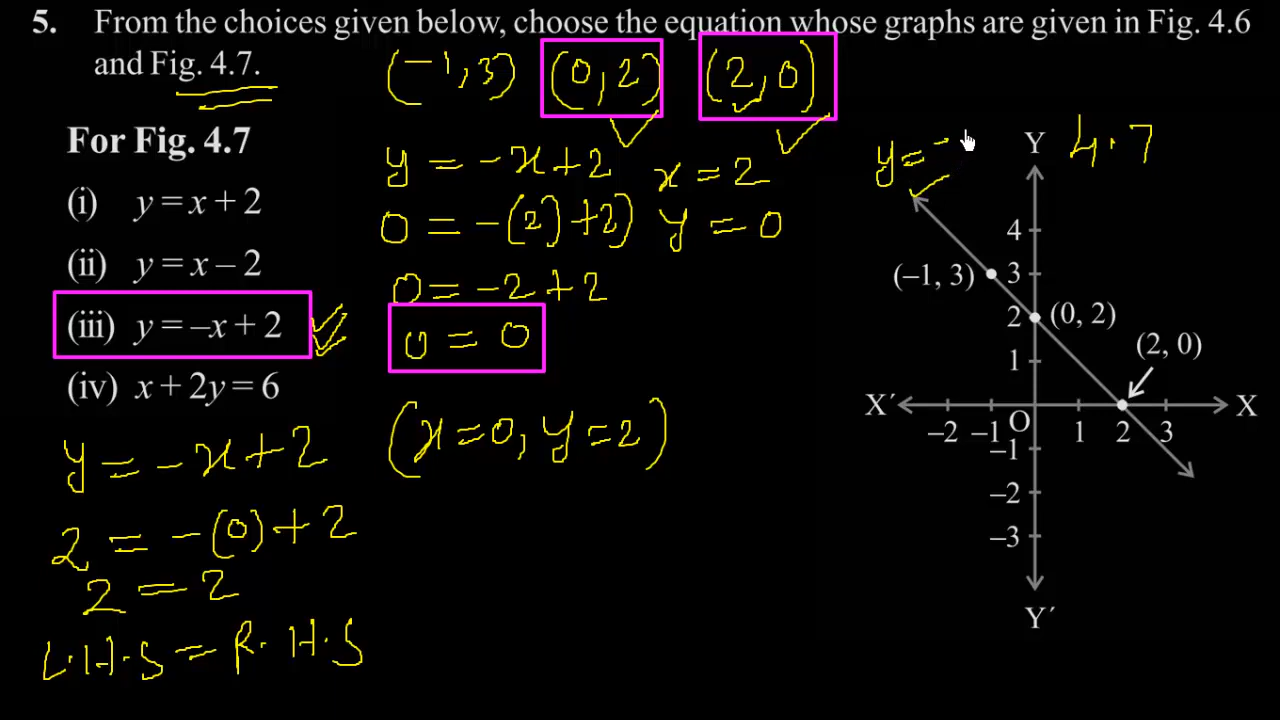 5. From the choices given below, choose the equation whose graphs are given in Fig. 4.6
and Fig. 4.7.
(-1,3) (0,2) (2,0)
For Fig. 4.7
(i) y = x + 2
(ii) y = x – 2
(iii) y = –x + 2
(iv) x + 2y = 6
y = -x+2
2 = -(0)+2
2 = 2
L.H.S = R.H.S
y = -x+2
0 = -(2)+2)
0 = -2+2
0 = 0
x = 2
y = 0
(x=0, y=2)
y = -
4.7
Y
4
(–1, 3) 3
2 (0, 2)
1
(2, 0)
X´ X
O
–2 –1 1 2 3
–1
–2
–3
Y´